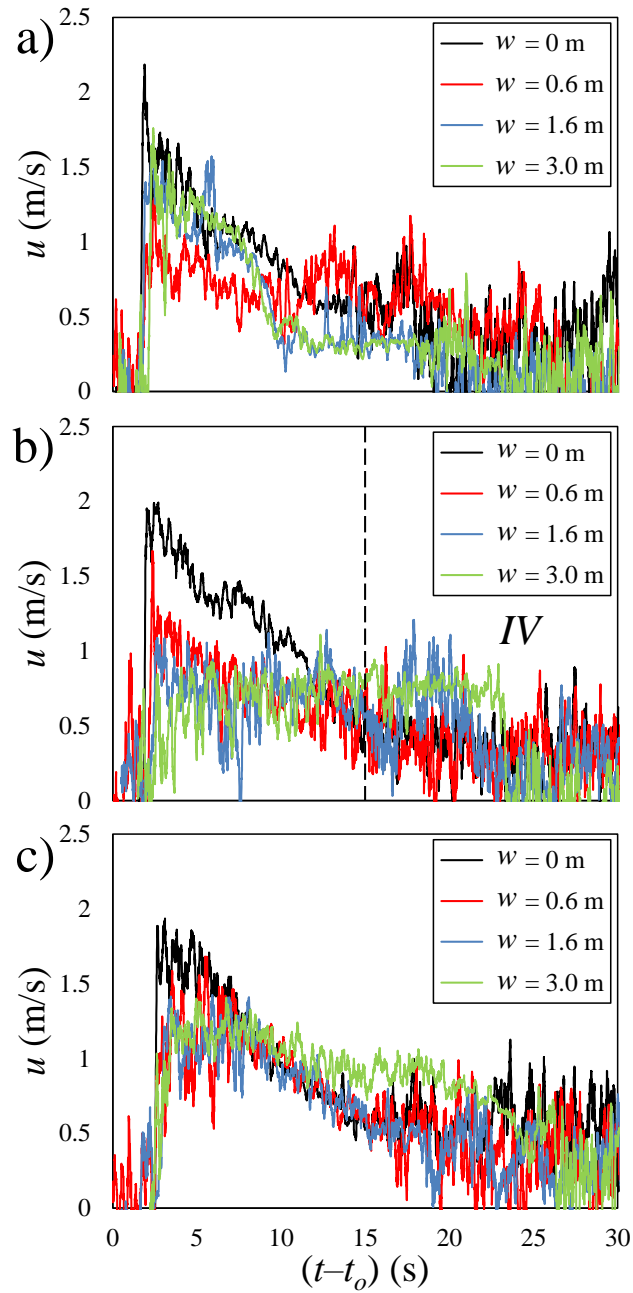 a)
2.5
2
1.5
1
0.5
0
u (m/s)
w = 0 m
w = 0.6 m
w = 1.6 m
w = 3.0 m
b)
2.5
2
1.5
1
0.5
0
u (m/s)
w = 0 m
w = 0.6 m
w = 1.6 m
w = 3.0 m
IV
c)
2.5
2
1.5
1
0.5
0
u (m/s)
w = 0 m
w = 0.6 m
w = 1.6 m
w = 3.0 m
0 5 10 15 20 25 30
(t–to) (s)